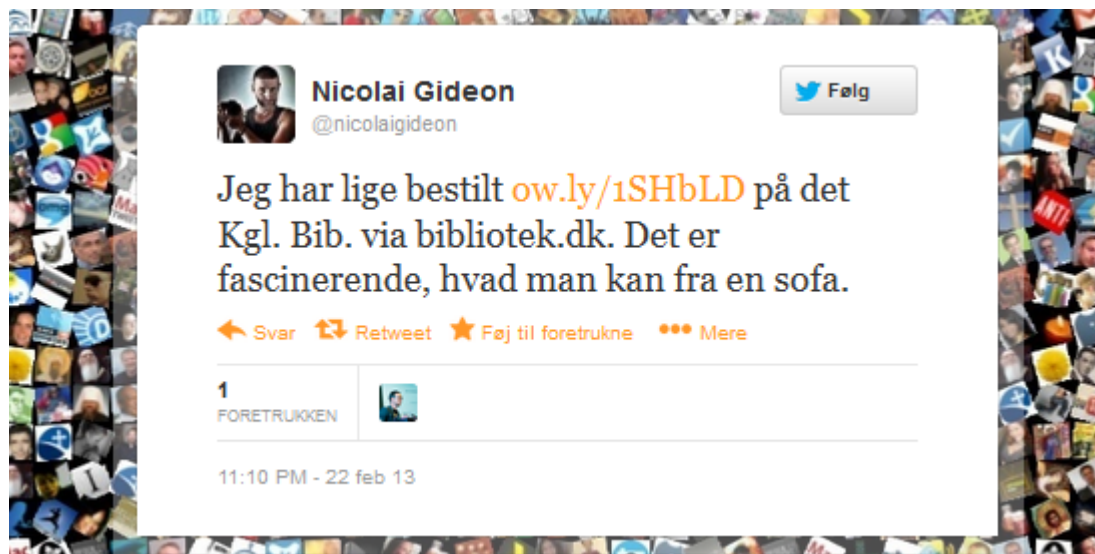 Nicolai Gideon
@nicolaigideon
Følg
Jeg har lige bestilt ow.ly/1SHbLD på det
Kgl. Bib. via bibliotek.dk. Det er
fascinerende, hvad man kan fra en sofa.
Svar Retweet Føj til foretrukne Mere
1
FORETRUKKEN
11:10 PM - 22 feb 13